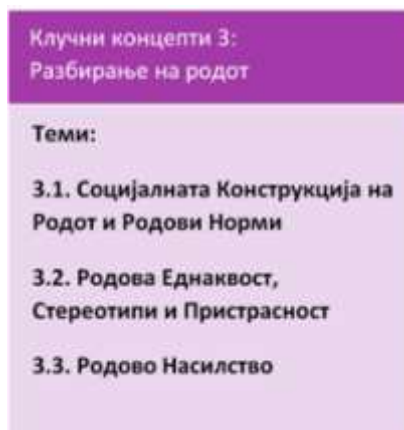 Клучни концепти 3:
Разбирање на родот
Теми:
3.1. Социјалната Конструкција на
Родот и Родови Норми
3.2. Родова Еднаквост,
Стереотипи и Пристрасност
3.3. Родово Насилство